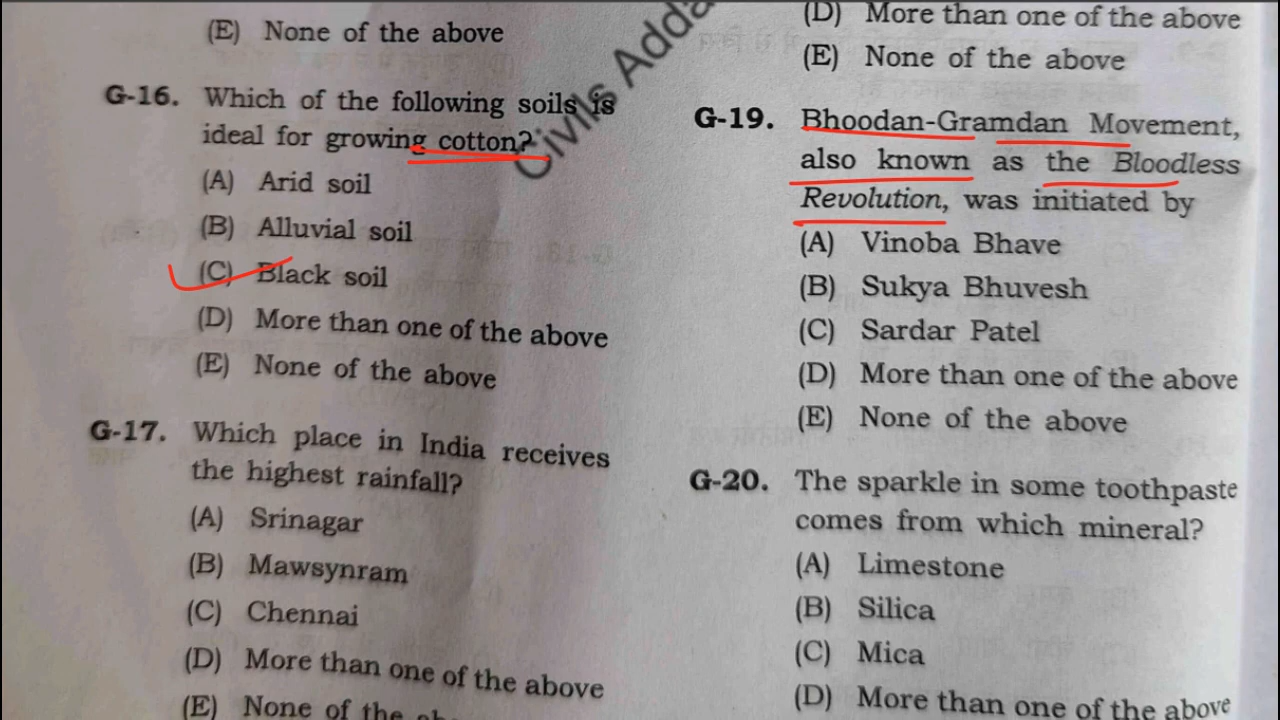 (E) None of the above
G-16. Which of the following soils is
ideal for growing cotton?
(A) Arid soil
(B) Alluvial soil
(C) Black soil
(D) More than one of the above
(E) None of the above
G-17. Which place in India receives
the highest rainfall?
(A) Srinagar
(B) Mawsynram
(C) Chennai
(D) More than one of the above
(E) None of the
Civils Adda
(D) More than one of the above
(E) None of the above
G-19. Bhoodan-Gramdan Movement,
also known as the Bloodless
Revolution, was initiated by
(A) Vinoba Bhave
(B) Sukya Bhuvesh
(C) Sardar Patel
(D) More than one of the above
(E) None of the above
G-20. The sparkle in some toothpaste
comes from which mineral?
(A) Limestone
(B) Silica
(C) Mica
(D) More than one of the above